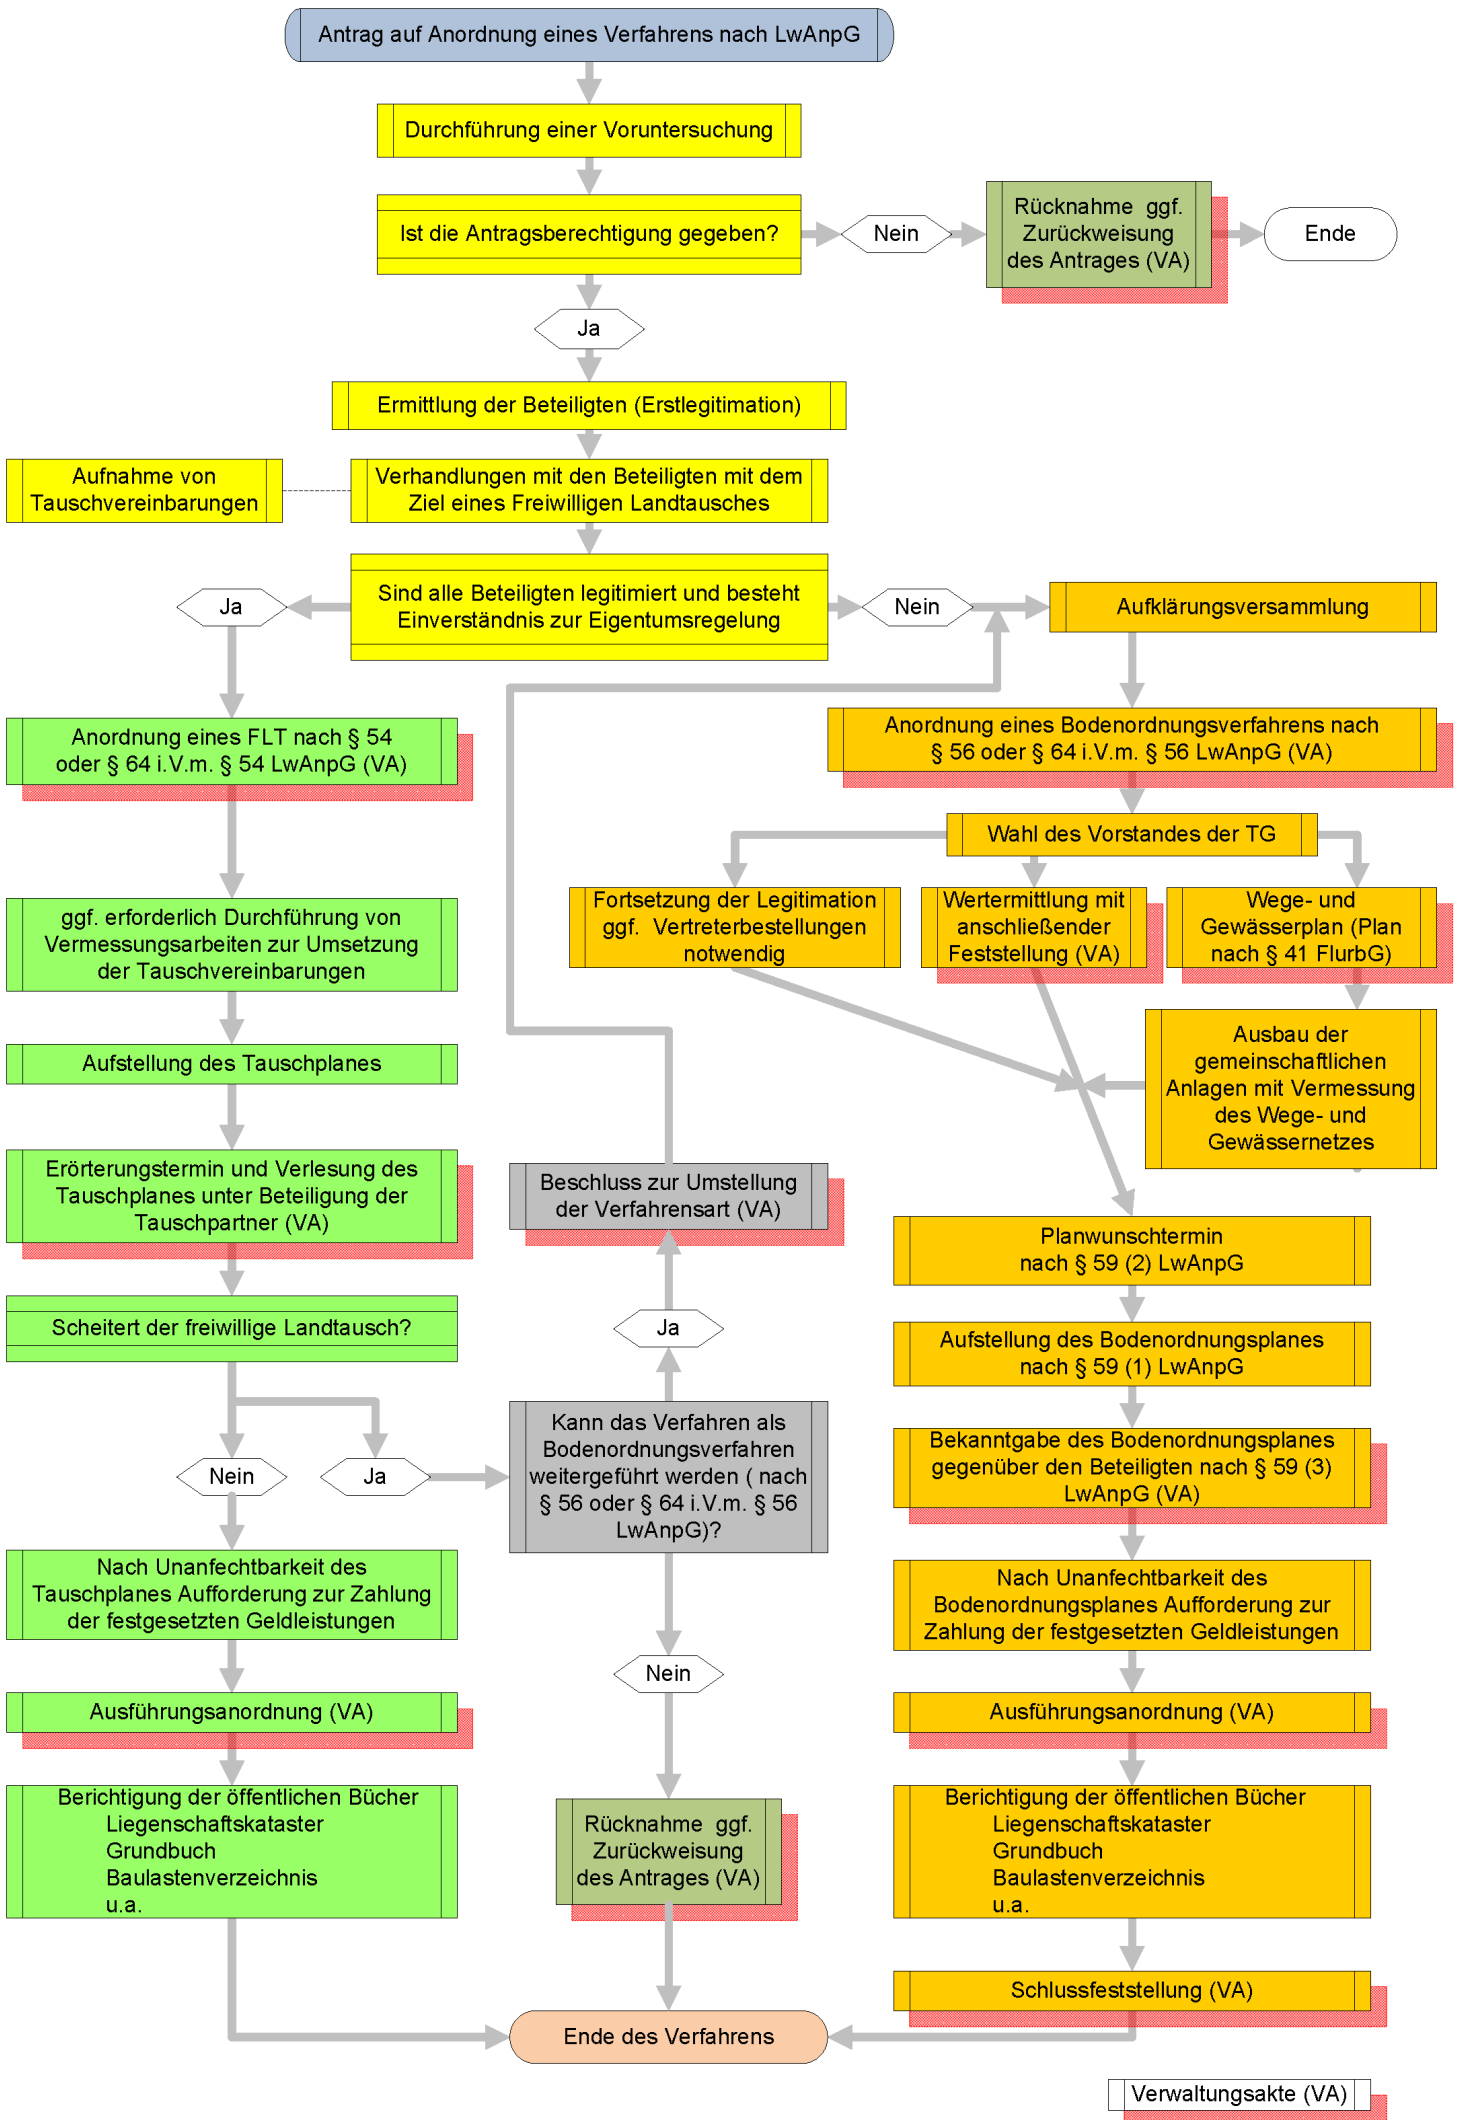 Antrag auf Anordnung eines Verfahrens nach LwAnpG
Durchführung einer Voruntersuchung
Ist die Antragsberechtigung gegeben?
Nein
Rücknahme ggf.
Zurückweisung
des Antrages (VA)
Ende
Ja
Ermittlung der Beteiligten (Erstlegitimation)
Aufnahme von
Tauschvereinbarungen
Verhandlungen mit den Beteiligten mit dem
Ziel eines Freiwilligen Landtausches
Sind alle Beteiligten legitimiert und besteht
Einverständnis zur Eigentumsregelung
Ja
Nein
Aufklärungsversammlung
Anordnung eines FLT nach § 54
oder § 64 i.V.m. § 54 LwAnpG (VA)
Anordnung eines Bodenordnungsverfahrens nach
§ 56 oder § 64 i.V.m. § 56 LwAnpG (VA)
Wahl des Vorstandes der TG
Fortsetzung der Legitimation
ggf. Vertreterbestellungen
notwendig
Wertermittlung mit
anschließender
Feststellung (VA)
Wege- und
Gewässerplan (Plan
nach § 41 FlurbG)
ggf. erforderlich Durchführung von
Vermessungsarbeiten zur Umsetzung
der Tauschvereinbarungen
Ausbau der
gemeinschaftlichen
Anlagen mit Vermessung
des Wege- und
Gewässernetzes
Aufstellung des Tauschplanes
Erörterungstermin und Verlesung des
Tauschplanes unter Beteiligung der
Tauschpartner (VA)
Beschluss zur Umstellung
der Verfahrensart (VA)
Planwunschtermin
nach § 59 (2) LwAnpG
Scheitert der freiwillige Landtausch?
Ja
Aufstellung des Bodenordnungsplanes
nach § 59 (1) LwAnpG
Nein
Ja
Kann das Verfahren als
Bodenordnungsverfahren
weitergeführt werden ( nach
§ 56 oder § 64 i.V.m. § 56
LwAnpG)?
Bekanntgabe des Bodenordnungsplanes
gegenüber den Beteiligten nach § 59 (3)
LwAnpG (VA)
Nach Unanfechtbarkeit des
Tauschplanes Aufforderung zur Zahlung
der festgesetzten Geldleistungen
Nach Unanfechtbarkeit des
Bodenordnungsplanes Aufforderung zur
Zahlung der festgesetzten Geldleistungen
Nein
Ausführungsanordnung (VA)
Ausführungsanordnung (VA)
Berichtigung der öffentlichen Bücher
Liegenschaftskataster
Grundbuch
Baulastenverzeichnis
u.a.
Rücknahme ggf.
Zurückweisung
des Antrages (VA)
Berichtigung der öffentlichen Bücher
Liegenschaftskataster
Grundbuch
Baulastenverzeichnis
u.a.
Schlussfeststellung (VA)
Ende des Verfahrens
Verwaltungsakte (VA)